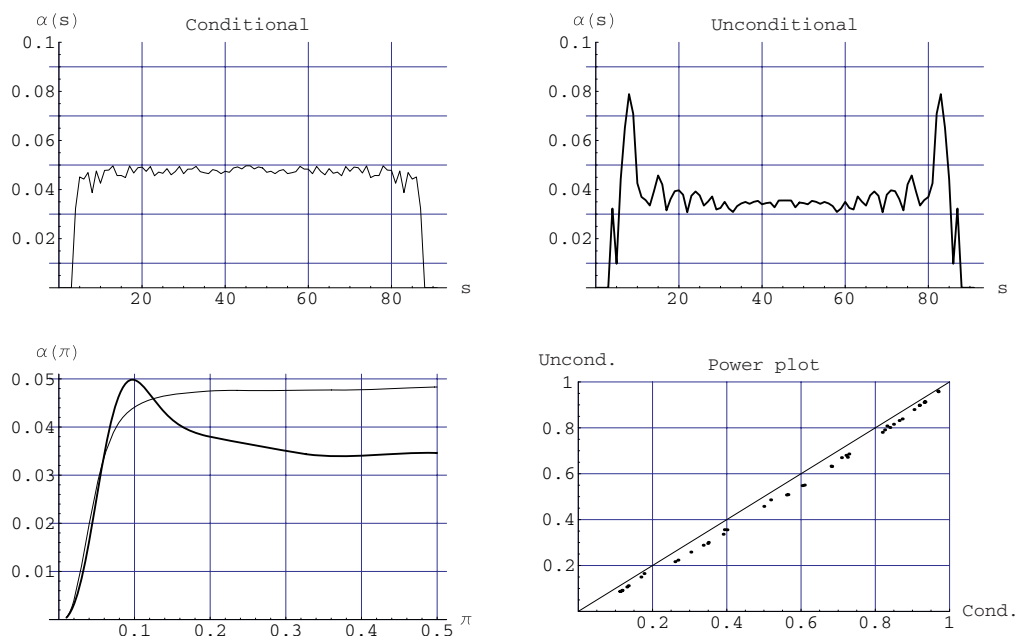 α(s)
Conditional
0.1
0.08
0.06
0.04
0.02
20 40 60 80
s
α(s)
Unconditional
0.1
0.08
0.06
0.04
0.02
20 40 60 80
s
α(π)
0.05
0.04
0.03
0.02
0.01
0.1 0.2 0.3 0.4 0.5
π
Uncond.
Power plot
1
0.8
0.6
0.4
0.2
0.2 0.4 0.6 0.8 1
Cond.